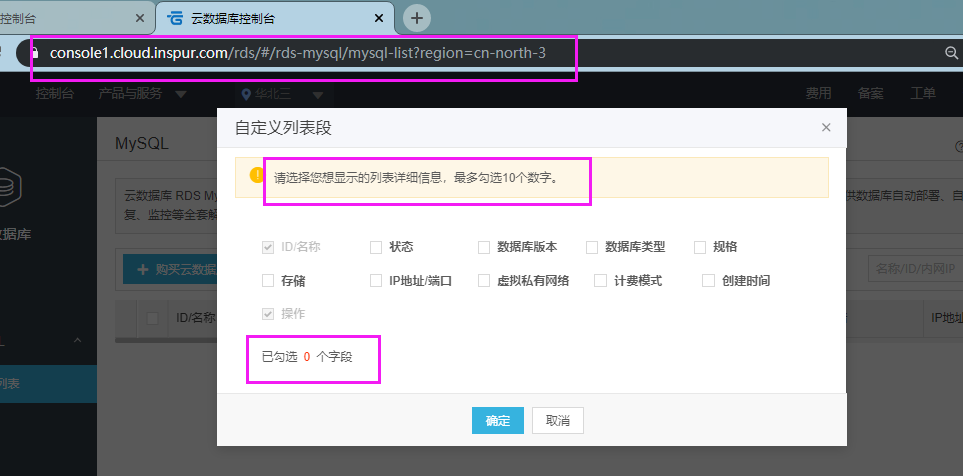 控制台
云数据库控制台
console1.cloud.inspur.com/rds/#/rds-mysql/mysql-list?region=cn-north-3
控制台 产品与服务 华北三 费用 备案 工单
自定义列表段
MySQL
请选择您想显示的列表详细信息，最多勾选10个数字。
云数据库 RDS My
供数据库自动部署、自
复、监控等全套解
数据库
ID/名称 状态 数据库版本 数据库类型 规格
购买云数据
名称/ID/内网IP
存储 IP地址/端口 虚拟私有网络 计费模式 创建时间
操作
ID/名称
IP地址
已勾选 0 个字段
列表
确定 取消